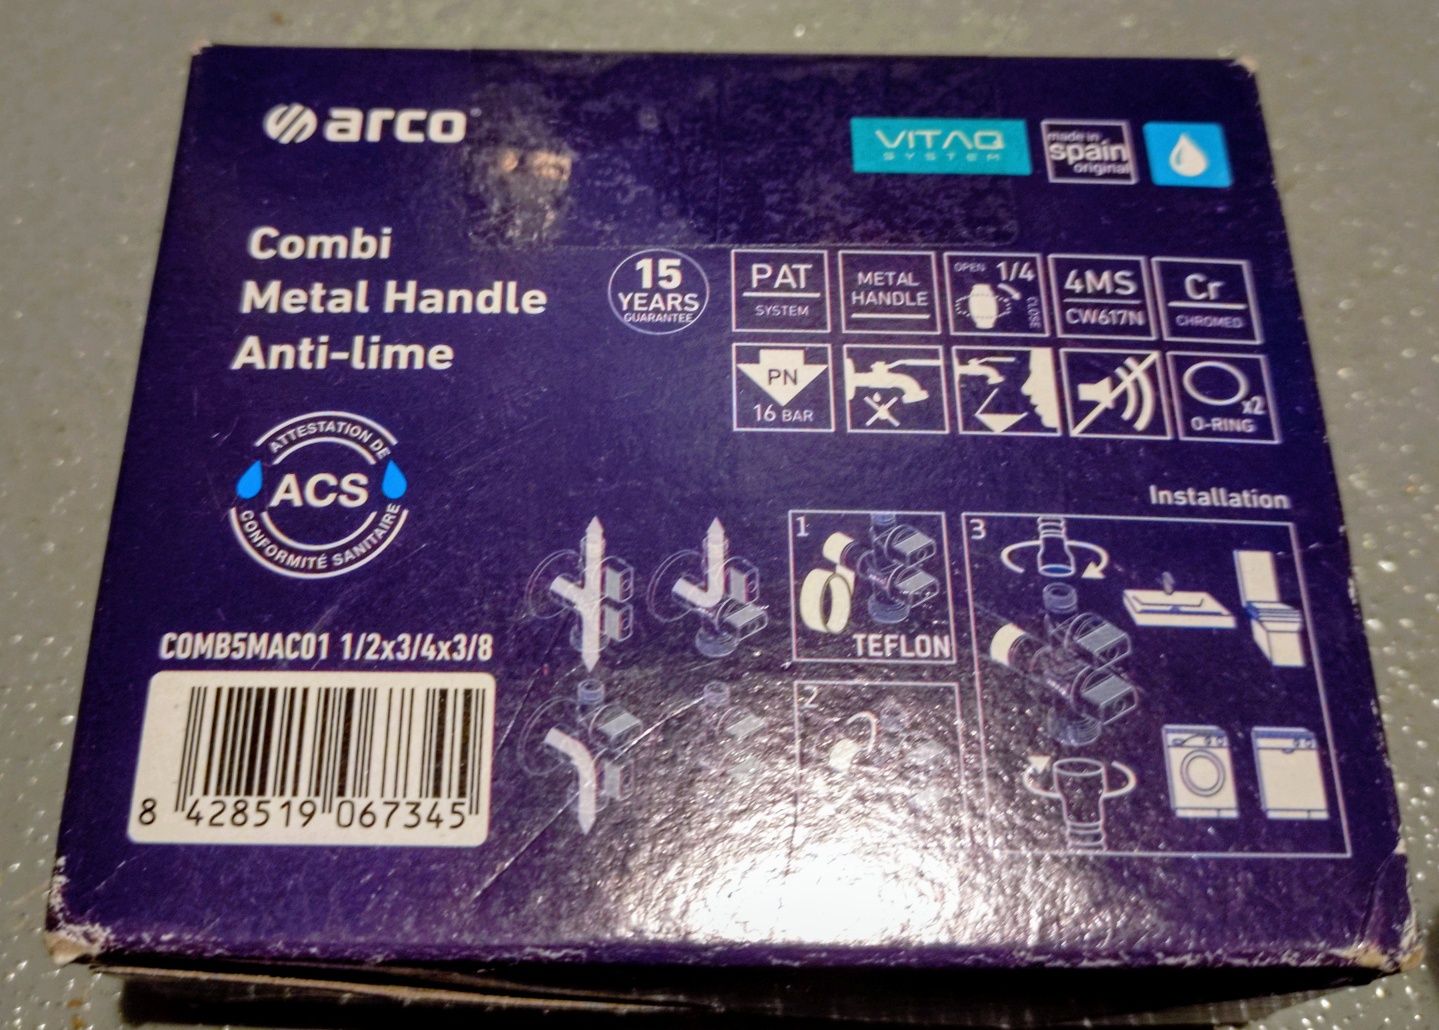 arco
VITAQ
SYSTEM
made in
spain
original
Combi
Metal Handle
Anti-lime
15
YEARS
GUARANTEE
PAT
SYSTEM
METAL
HANDLE
OPEN 1/4
CLOSE
4MS
CW617N
Cr
CHROMED
PN
16 BAR
x2
O-RING
ATTESTATION DE
ACS
CONFORMITÉ SANITAIRE
Installation
1
TEFLON
2
3
COMB5MAC01 1/2x3/4x3/8
8 428519 067345